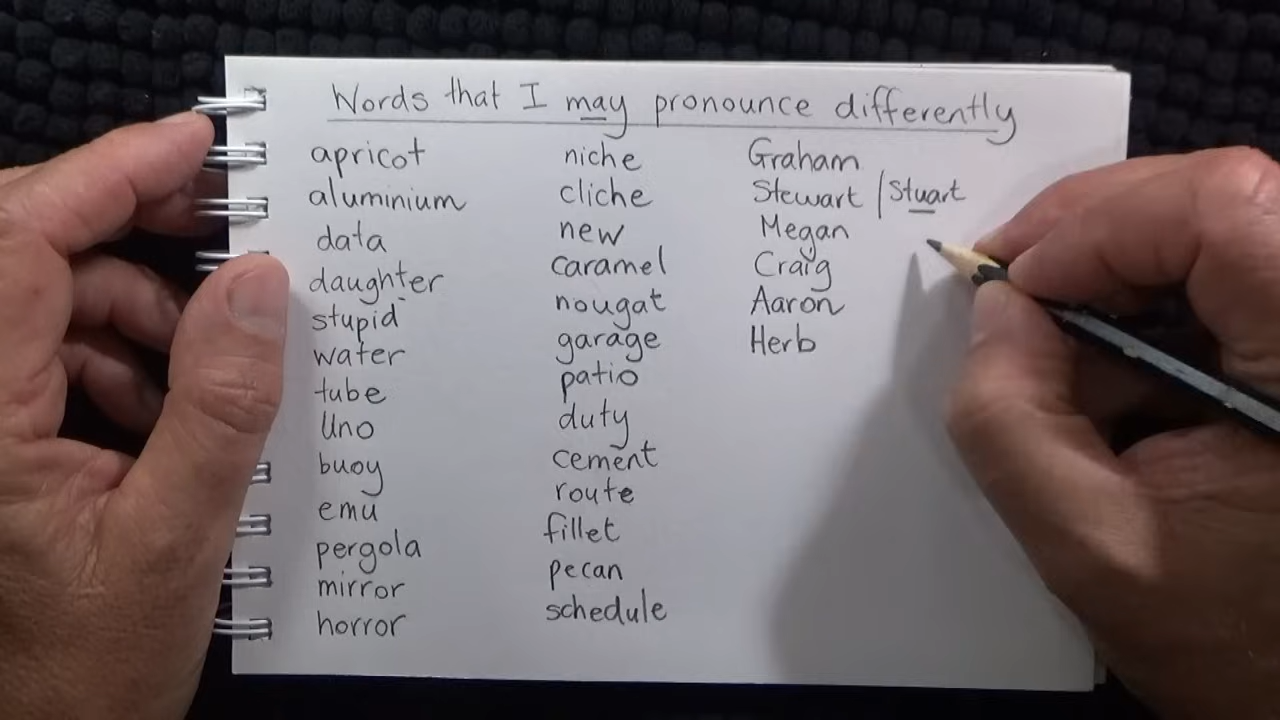 Words that I may pronounce differently
apricot
aluminium
data
daughter
stupid
water
tube
Uno
buoy
emu
pergola
mirror
horror
niche
cliche
new
caramel
nougat
garage
patio
duty
cement
route
fillet
pecan
schedule
Graham
Stewart / Stuart
Megan
Craig
Aaron
Herb